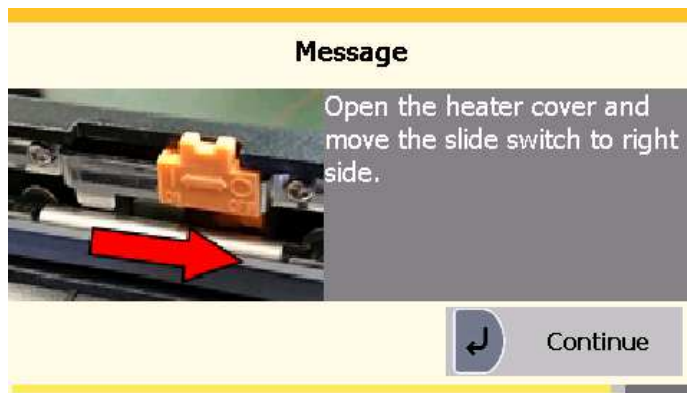 Message
Open the heater cover and
move the slide switch to right
side.
Continue